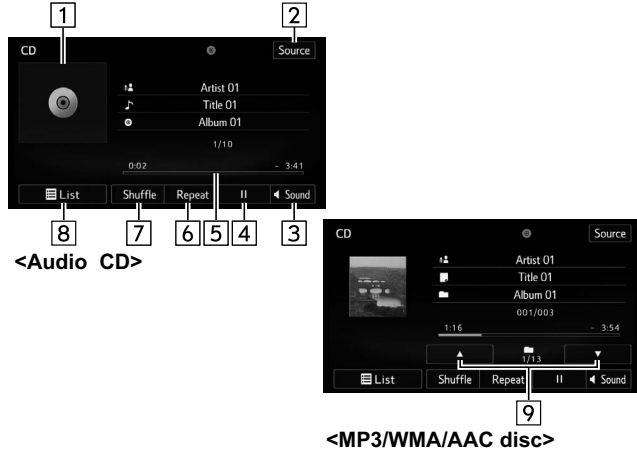 1 2
CD Source
Artist 01
Title 01
Album 01
1/10
0:02 - 3:41
List Shuffle Repeat II Sound
8 7 6 5 4 3
<Audio CD>
CD Source
Artist 01
Title 01
Album 01
001/003
1:16 - 3:54
1/13
List Shuffle Repeat II Sound
9
<MP3/WMA/AAC disc>